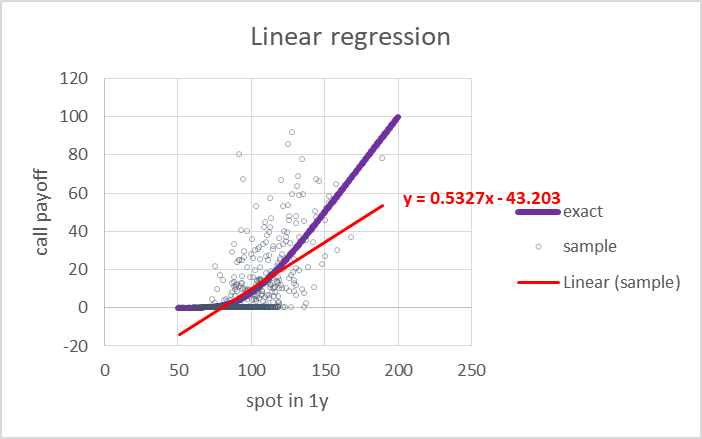 Linear regression
120
100
80
60
40
20
0
-20
call payoff
0 50 100 150 200 250
spot in 1y
y = 0.5327x - 43.203
exact
sample
Linear (sample)